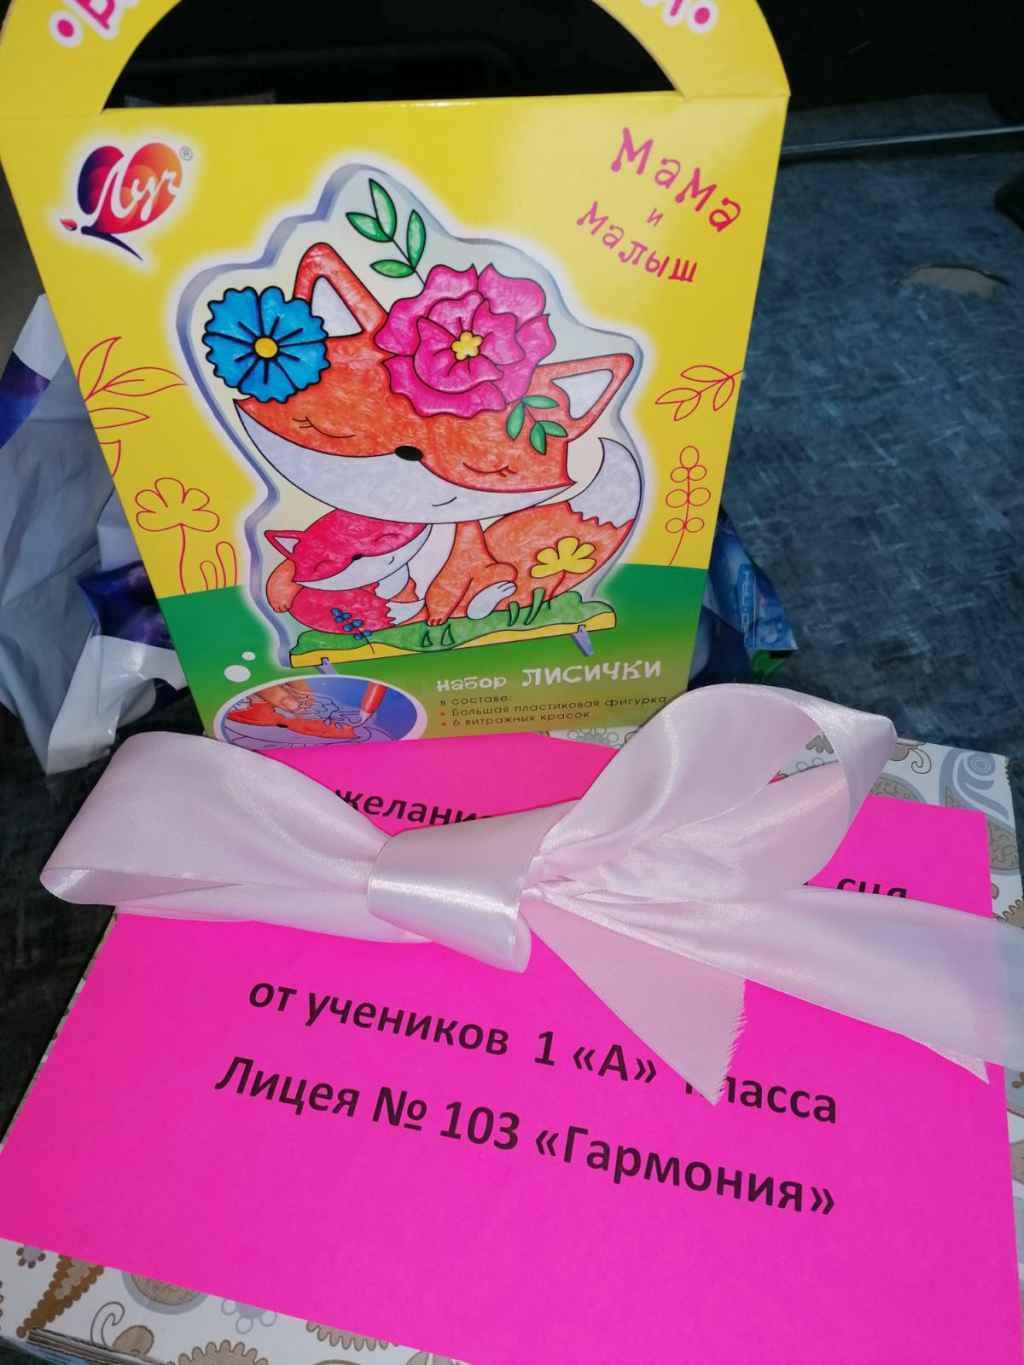 Луч®
Мама
и
малыш
набор ЛИСИЧКИ
в составе:
• большая пластиковая фигурка
• 6 витражных красок
от учеников 1 «А»
Лицея № 103 «Гармония»